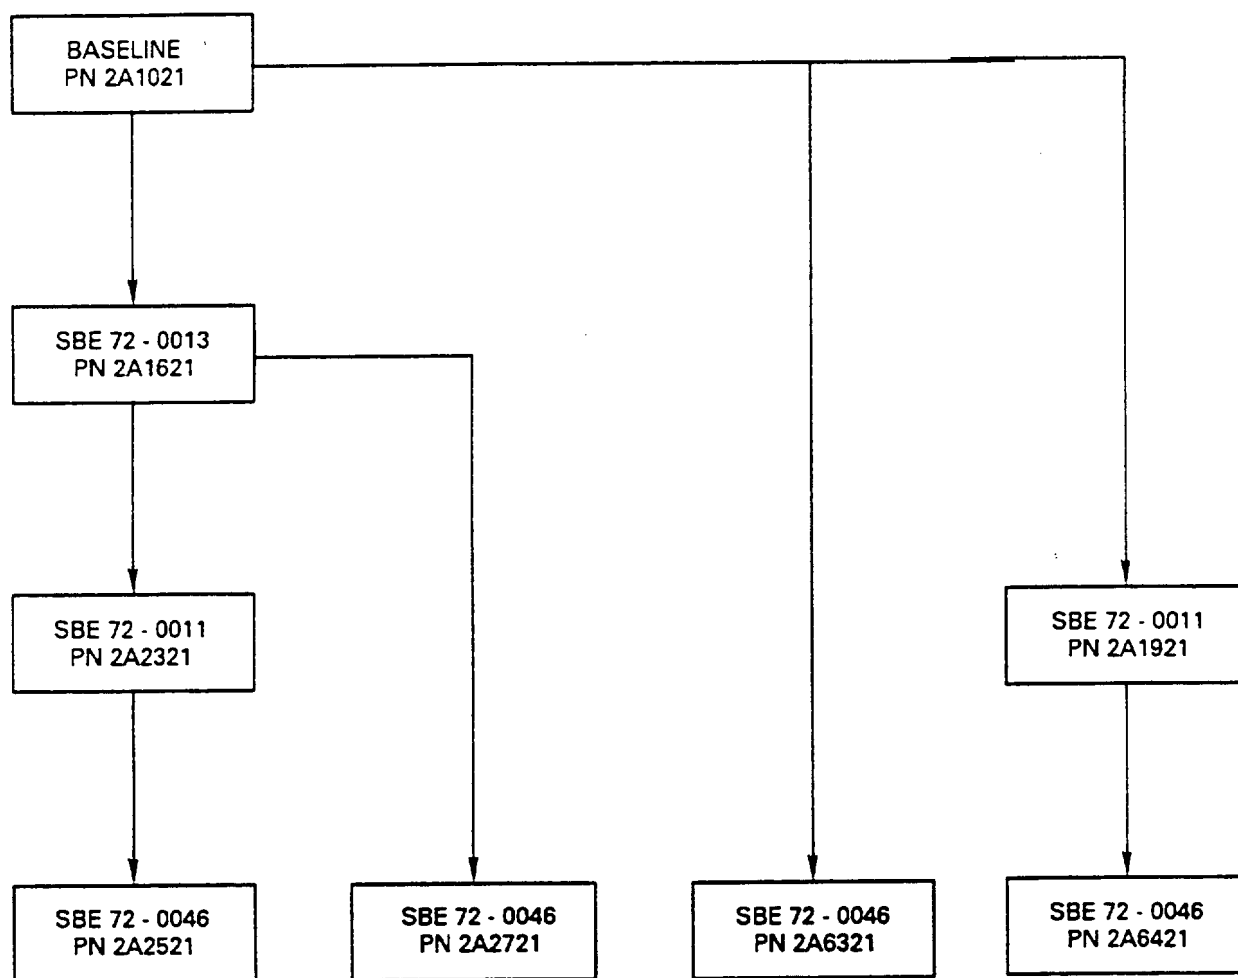 BASELINE
PN 2A1021
SBE 72 - 0013
PN 2A1621
SBE 72 - 0011
PN 2A2321
SBE 72 - 0011
PN 2A1921
SBE 72 - 0046
PN 2A2521
SBE 72 - 0046
PN 2A2721
SBE 72 - 0046
PN 2A6321
SBE 72 - 0046
PN 2A6421